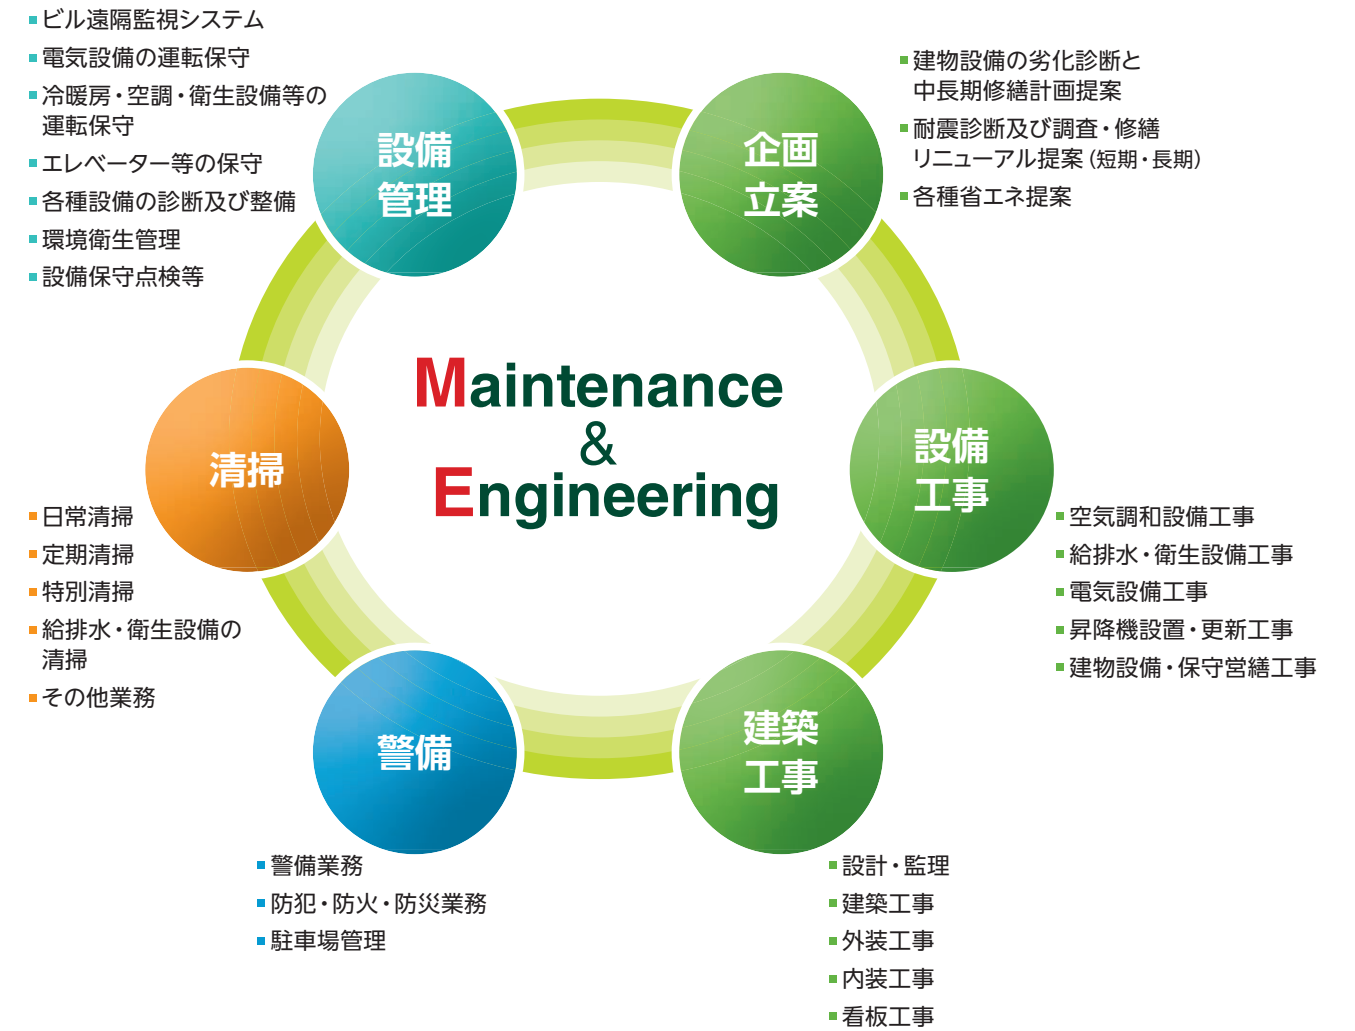 ビル遠隔監視システム
電気設備の運転保守
冷暖房・空調・衛生設備等の
運転保守
エレベーター等の保守
各種設備の診断及び整備
環境衛生管理
設備保守点検等
設備
管理
企画
立案
建物設備の劣化診断と
中長期修繕計画提案
耐震診断及び調査・修繕
リニューアル提案（短期・長期）
各種省エネ提案
Maintenance
&
Engineering
清掃
日常清掃
定期清掃
特別清掃
給排水・衛生設備の
清掃
その他業務
設備
工事
空気調和設備工事
給排水・衛生設備工事
電気設備工事
昇降機設置・更新工事
建物設備・保守営繕工事
警備
警備業務
防犯・防火・防災業務
駐車場管理
建築
工事
設計・監理
建築工事
外装工事
内装工事
看板工事